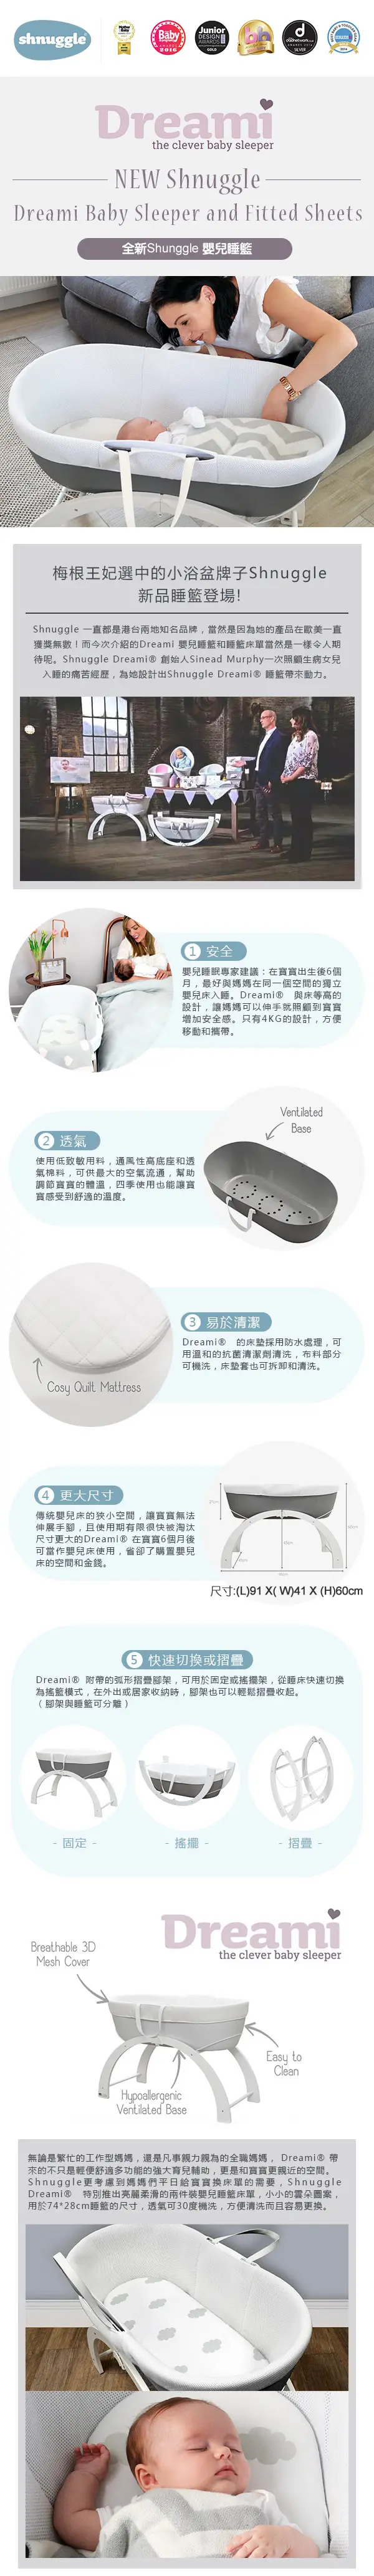 shnuggle
Baby
2016
Junior
DESIGN
AWARDS
GOLD
bb
SILVER
Dreami
the clever baby sleeper
NEW Shnuggle
Dreami Baby Sleeper and Fitted Sheets
全新Shunggle 嬰兒睡籃
梅根王妃選中的小浴盆牌子Shnuggle
新品睡籃登場!
Shnuggle 一直都是港台兩地知名品牌，當然是因為她的產品在歐美一直
獲獎無數！而今次介紹的Dreami 嬰兒睡籃和睡籃床單當然是一樣令人期
待呢。Shnuggle Dreami® 創始人Sinead Murphy一次照顧生病女兒
入睡的痛苦經歷，為她設計出Shnuggle Dreami® 睡籃帶來動力。
1 安全
嬰兒睡眠專家建議：在寶寶出生後6個
月，最好與媽媽在同一個空間的獨立
嬰兒床入睡。Dreami® 與床等高的
設計，讓媽媽可以伸手就照顧到寶寶
增加安全感。只有4KG的設計，方便
移動和攜帶。
Ventilated
Base
2 透氣
使用低致敏用料，通風性高底座和透
氣棉料，可供最大的空氣流通，幫助
調節寶寶的體溫，四季使用也能讓寶
寶感受到舒適的溫度。
3 易於清潔
Dreami® 的床墊採用防水處理，可
用溫和的抗菌清潔劑清洗，布料部分
可機洗，床墊套也可拆卸和清洗。
Cosy Quilt Mattress
4 更大尺寸
傳統嬰兒床的狹小空間，讓寶寶無法
伸展手腳，且使用期有限很快被淘汰
尺寸更大的Dreami® 在寶寶6個月後
可當作嬰兒床使用，省卻了購置嬰兒
床的空間和金錢。
尺寸:(L)91 X( W)41 X (H)60cm
5 快速切換或摺疊
Dreami® 附帶的弧形摺疊腳架，可用於固定或搖擺架，從睡床快速切換
為搖籃模式，在外出或居家收納時，腳架也可以輕鬆摺疊收起。
（ 腳架與睡籃可分離 ）
- 固定 -
- 搖擺 -
- 摺疊 -
Dreami
the clever baby sleeper
Breathable 3D
Mesh Cover
Easy to
Clean
Hypoallergenic
Ventilated Base
無論是繁忙的工作型媽媽，還是凡事親力親為的全職媽媽， Dreami® 帶
來的不只是輕便舒適多功能的強大育兒輔助，更是和寶寶更親近的空間。
Shnuggle更考慮到媽媽們平日給寶寶換床單的需要，Shnuggle
Dreami® 特別推出亮麗柔滑的兩件裝嬰兒睡籃床單，小小的雲朵圖案，
用於74*28cm睡籃的尺寸，透氣可30度機洗，方便清洗而且容易更換。